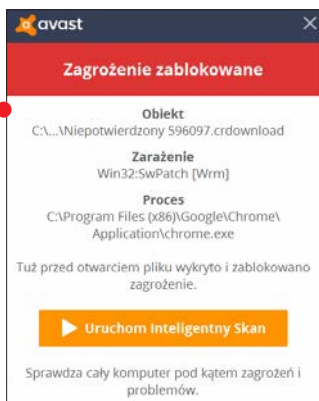 avast
Zagrożenie zablokowane
Obiekt
C:\...\Niepotwierdzony 596097.crdownload
Zarażenie
Win32:SwPatch [Wrm]
Proces
C:\Program Files (x86)\Google\Chrome\
Application\chrome.exe
Tuż przed otwarciem pliku wykryto i zablokowano
zagrożenie.
Uruchom Inteligentny Skan
Sprawdza cały komputer pod kątem zagrożeń i
problemów.